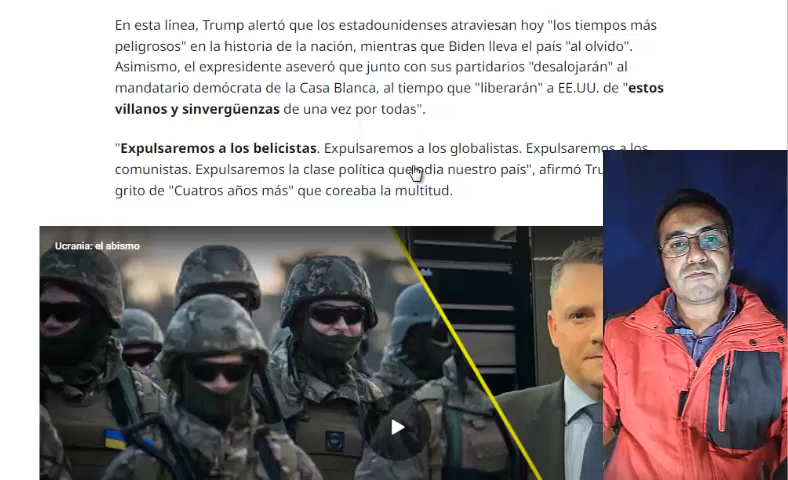 En esta línea, Trump alertó que los estadounidenses atraviesan hoy "los tiempos más
peligrosos" en la historia de la nación, mientras que Biden lleva el país "al olvido".
Asimismo, el expresidente aseveró que junto con sus partidarios "desalojarán" al
mandatario demócrata de la Casa Blanca, al tiempo que "liberarán" a EE.UU. de "estos
villanos y sinvergüenzas de una vez por todas".
"Expulsaremos a los belicistas. Expulsaremos a los globalistas. Expulsaremos a los
comunistas. Expulsaremos la clase política que odia nuestro país", afirmó
grito de "Cuatros años más" que coreaba la multitud.
Ucrania: el abismo